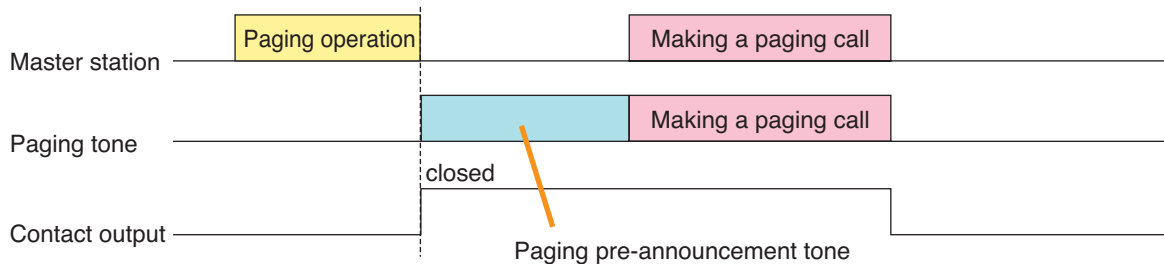 Paging operation
Making a paging call
Master station
Making a paging call
Paging tone
closed
Contact output
Paging pre-announcement tone